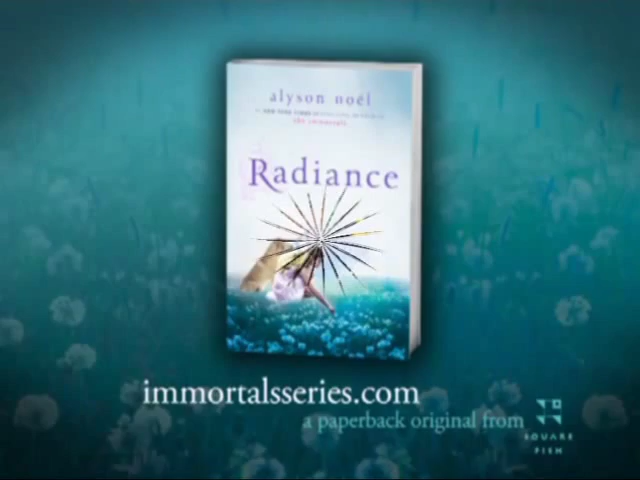 alyson noël
the immortals
Radiance
immortalsseries.com
a paperback original from
SQUARE
FISH